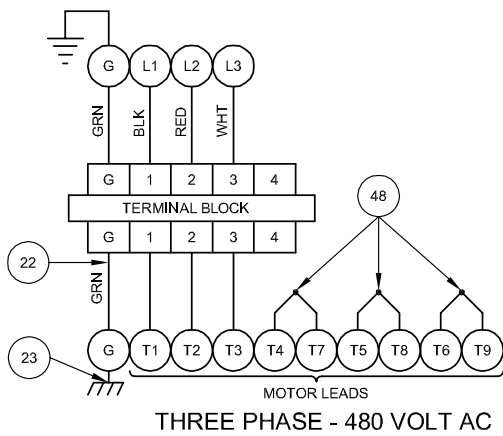 G L1 L2 L3
GRN BLK RED WHT
G 1 2 3 4
TERMINAL BLOCK
G 1 2 3 4
48
22
GRN
23
G T1 T2 T3 T4 T7 T5 T8 T6 T9
MOTOR LEADS
THREE PHASE - 480 VOLT AC